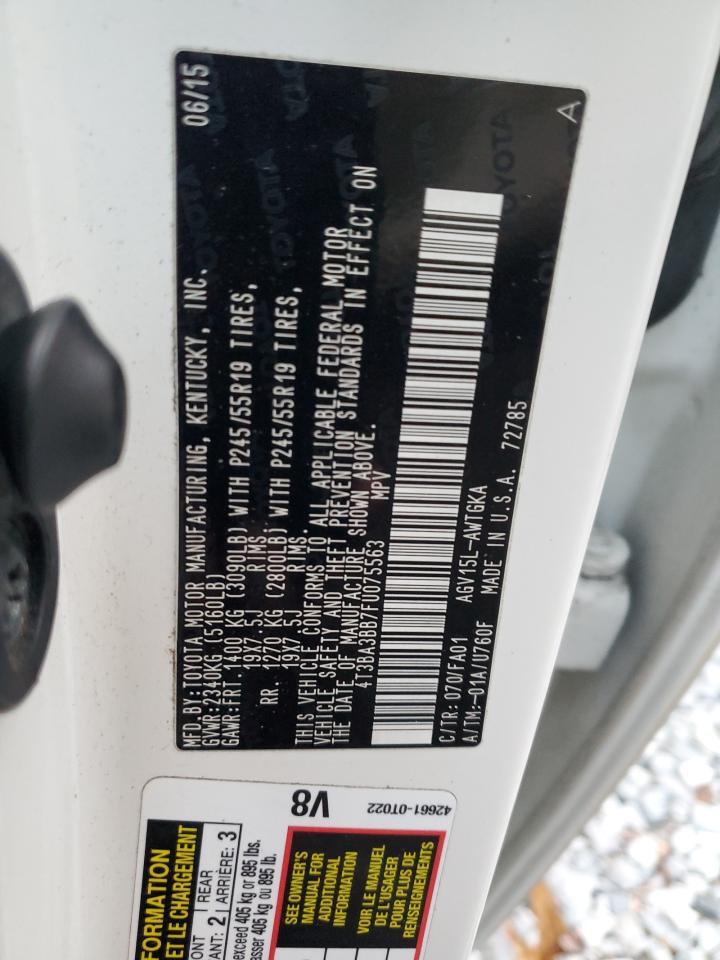 06/15
MFD.BY:TOYOTA MOTOR MANUFACTURING, KENTUCKY, INC.
GVWR:2340KG (5160LB)
GAWR:FRT. 1400 KG (3090LB) WITH P245/55R19 TIRES,
19X7.5J RIMS:
RR. 1270 KG (2800LB) WITH P245/55R19 TIRES,
19X7.5J RIMS:
THIS VEHICLE CONFORMS TO ALL APPLICABLE FEDERAL MOTOR
VEHICLE SAFETY AND THEFT PREVENTION STANDARDS IN EFFECT ON
THE DATE OF MANUFACTURE SHOWN ABOVE.
4T3BA3BB2FU075563 MPV
C/TR: 070/FA01 AGV15L-AWTGKA
A/TM:-01A/U760F MADE IN U.S.A. 72785
A
TOYOTA
V8
42661-0T022
FORMATION
ET LE CHARGEMENT
ONT REAR
ANT: 2 ARRIÈRE: 3
exceed 405 kg or 895 lbs.
asser 405 kg ou 895 lb.
SEE OWNER'S
MANUAL FOR
ADDITIONAL
INFORMATION
VOIR LE MANUEL
DE L'USAGER
POUR PLUS DE
RENSEIGNEMENTS